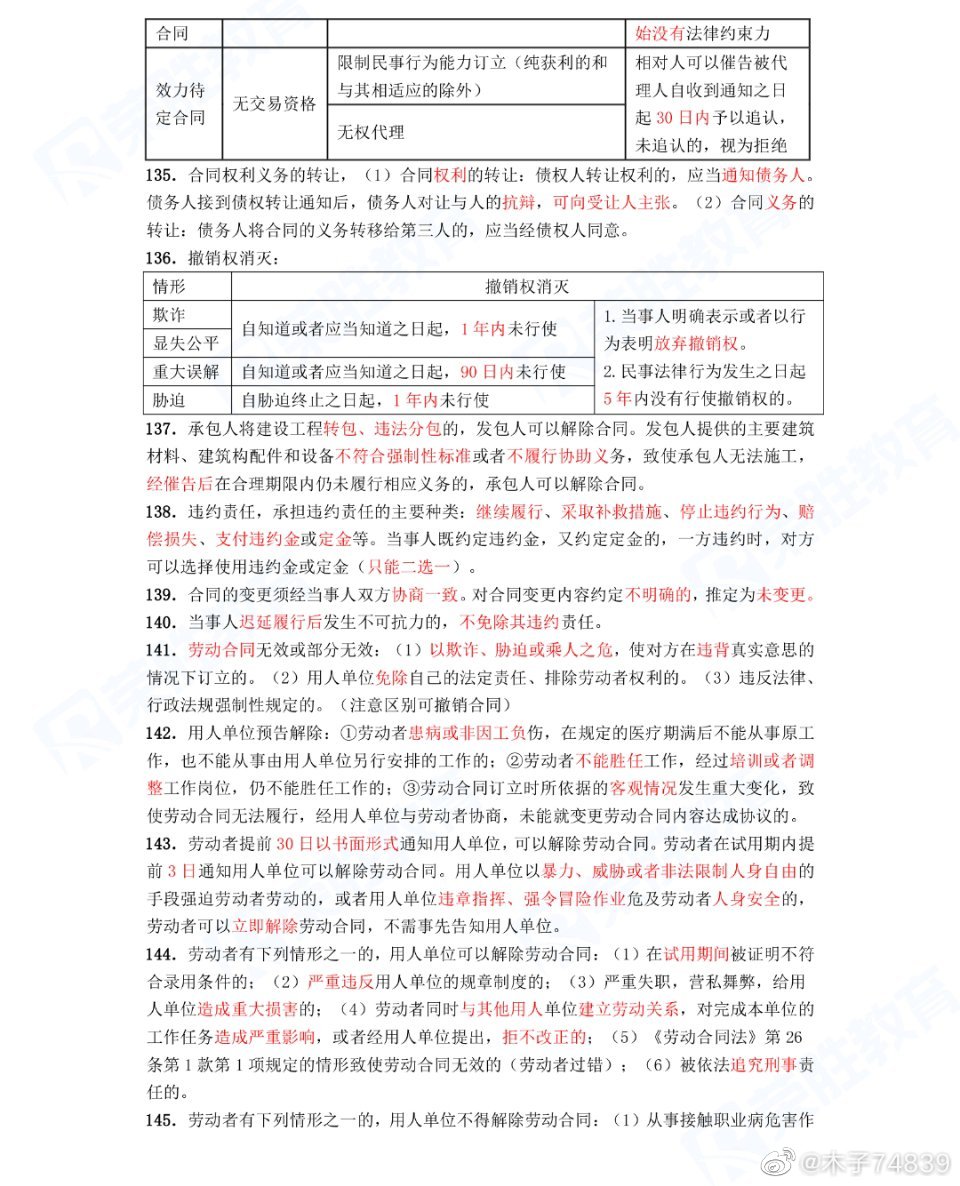 合同
始没有法律约束力
效力待
定合同
无交易资格
限制民事行为能力订立（纯获利的和
与其相适应的除外）
无权代理
相对人可以催告被代
理人自收到通知之日
起 30 日内予以追认，
未追认的，视为拒绝
135．合同权利义务的转让，（1）合同权利的转让：债权人转让权利的，应当通知债务人。
债务人接到债权转让通知后，债务人对让与人的抗辩，可向受让人主张。（2）合同义务的
转让：债务人将合同的义务转移给第三人的，应当经债权人同意。
136．撤销权消灭：
情形
撤销权消灭
欺诈
显失公平
自知道或者应当知道之日起，1 年内未行使
重大误解
自知道或者应当知道之日起，90 日内未行使
胁迫
自胁迫终止之日起，1 年内未行使
1.当事人明确表示或者以行
为表明放弃撤销权。
2.民事法律行为发生之日起
5 年内没有行使撤销权的。
137．承包人将建设工程转包、违法分包的，发包人可以解除合同。发包人提供的主要建筑
材料、建筑构配件和设备不符合强制性标准或者不履行协助义务，致使承包人无法施工，
经催告后在合理期限内仍未履行相应义务的，承包人可以解除合同。
138．违约责任，承担违约责任的主要种类：继续履行、采取补救措施、停止违约行为、赔
偿损失、支付违约金或定金等。当事人既约定违约金，又约定定金的，一方违约时，对方
可以选择使用违约金或定金（只能二选一）。
139．合同的变更须经当事人双方协商一致。对合同变更内容约定不明确的，推定为未变更。
140．当事人迟延履行后发生不可抗力的，不免除其违约责任。
141．劳动合同无效或部分无效：（1）以欺诈、胁迫或乘人之危，使对方在违背真实意思的
情况下订立的。（2）用人单位免除自己的法定责任、排除劳动者权利的。（3）违反法律、
行政法规强制性规定的。（注意区别可撤销合同）
142．用人单位预告解除：①劳动者患病或非因工负伤，在规定的医疗期满后不能从事原工
作，也不能从事由用人单位另行安排的工作的；②劳动者不能胜任工作，经过培训或者调
整工作岗位，仍不能胜任工作的；③劳动合同订立时所依据的客观情况发生重大变化，致
使劳动合同无法履行，经用人单位与劳动者协商，未能就变更劳动合同内容达成协议的。
143．劳动者提前 30 日以书面形式通知用人单位，可以解除劳动合同。劳动者在试用期内提
前 3 日通知用人单位可以解除劳动合同。用人单位以暴力、威胁或者非法限制人身自由的
手段强迫劳动者劳动的，或者用人单位违章指挥、强令冒险作业危及劳动者人身安全的，
劳动者可以立即解除劳动合同，不需事先告知用人单位。
144．劳动者有下列情形之一的，用人单位可以解除劳动合同：（1）在试用期间被证明不符
合录用条件的；（2）严重违反用人单位的规章制度的；（3）严重失职，营私舞弊，给用
人单位造成重大损害的；（4）劳动者同时与其他用人单位建立劳动关系，对完成本单位的
工作任务造成严重影响，或者经用人单位提出，拒不改正的；（5）《劳动合同法》第 26
条第 1 款第 1 项规定的情形致使劳动合同无效的（劳动者过错）；（6）被依法追究刑事责
任的。
145．劳动者有下列情形之一的，用人单位不得解除劳动合同：（1）从事接触职业病危害作
@木子74839